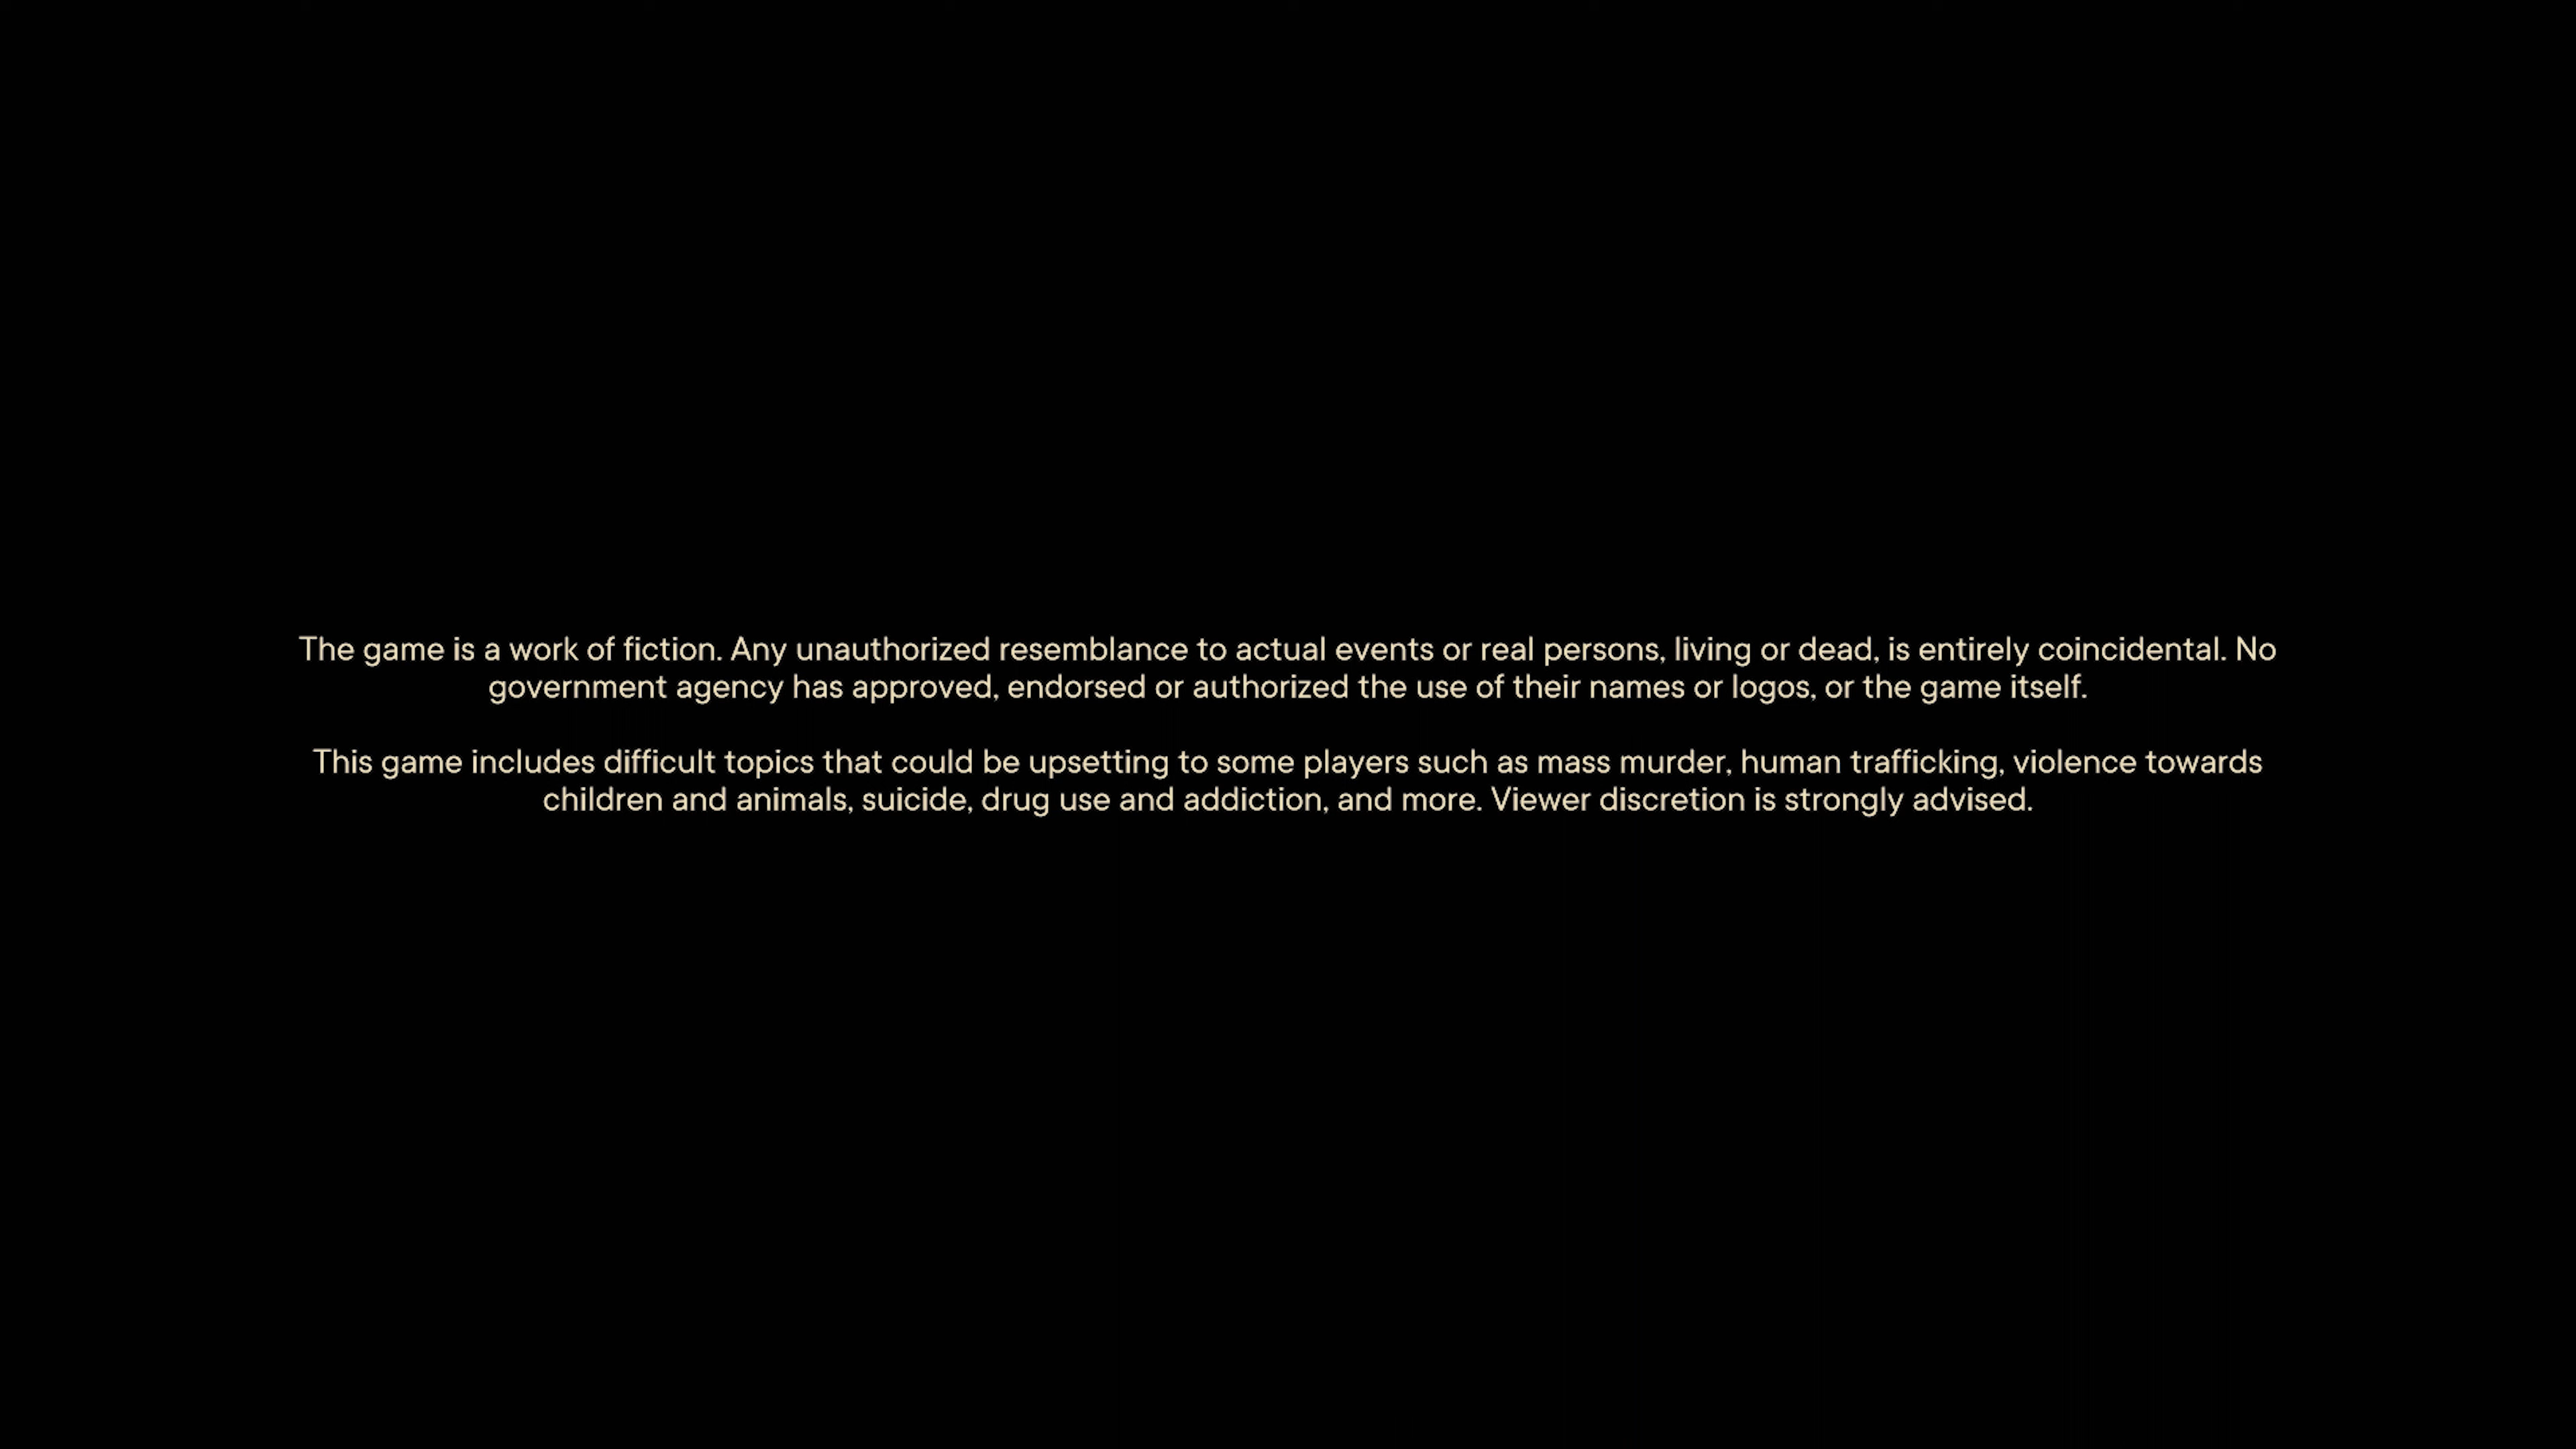 The game is a work of fiction. Any unauthorized resemblance to actual events or real persons, living or dead, is entirely coincidental. No
government agency has approved, endorsed or authorized the use of their names or logos, or the game itself.
This game includes difficult topics that could be upsetting to some players such as mass murder, human trafficking, violence towards
children and animals, suicide, drug use and addiction, and more. Viewer discretion is strongly advised.